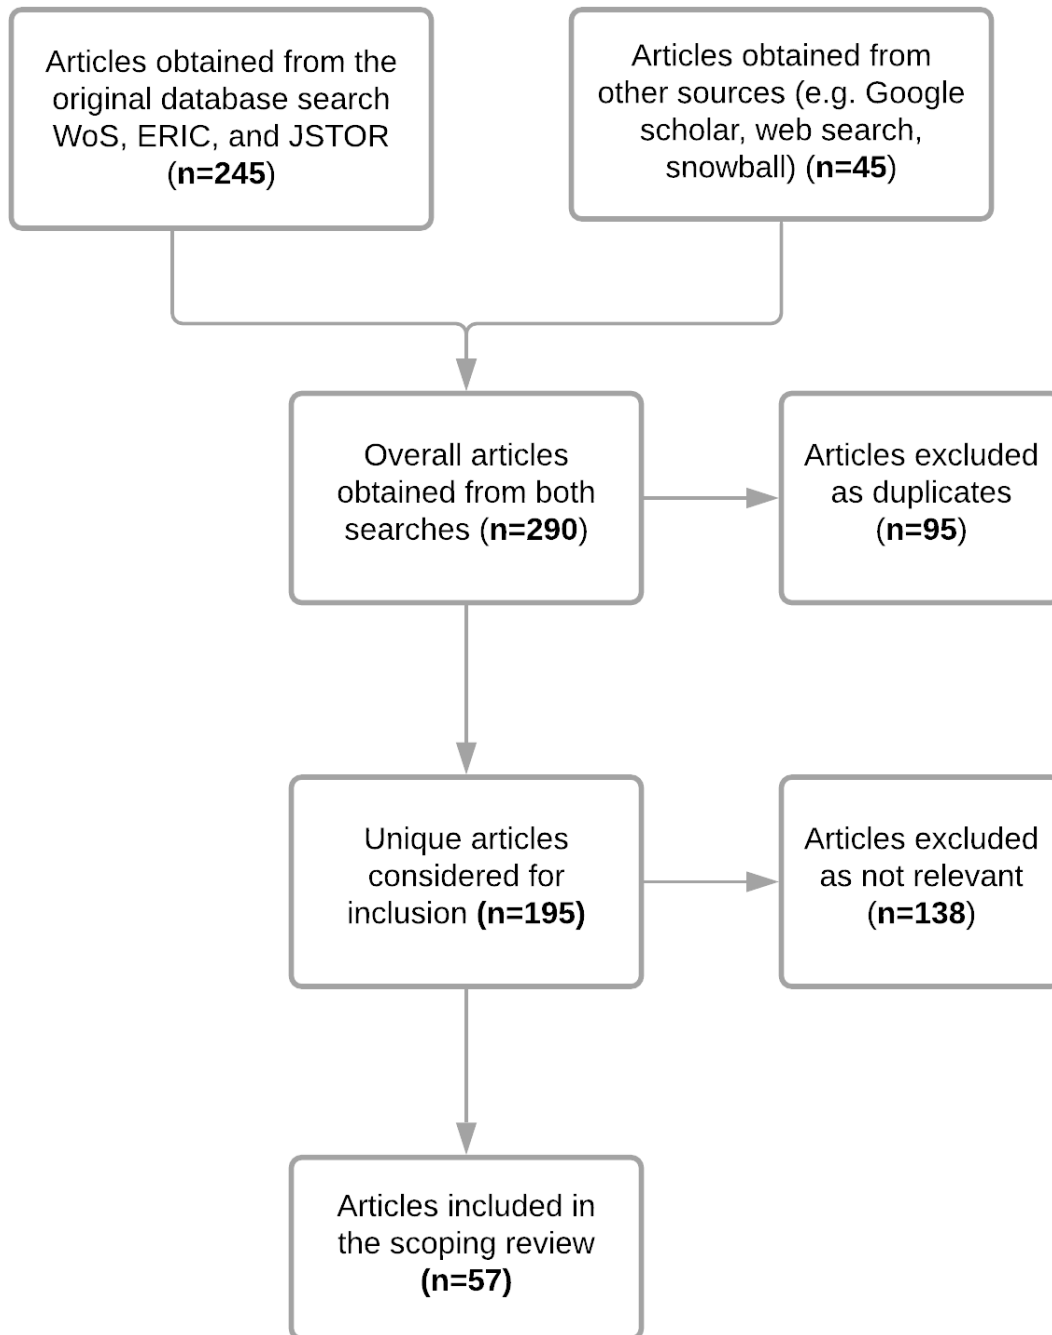 Articles obtained from the
original database search
WoS, ERIC, and JSTOR
(n=245)
Articles obtained from
other sources (e.g. Google
scholar, web search,
snowball) (n=45)
Overall articles
obtained from both
searches (n=290)
Articles excluded
as duplicates
(n=95)
Unique articles
considered for
inclusion (n=195)
Articles excluded
as not relevant
(n=138)
Articles included in
the scoping review
(n=57)